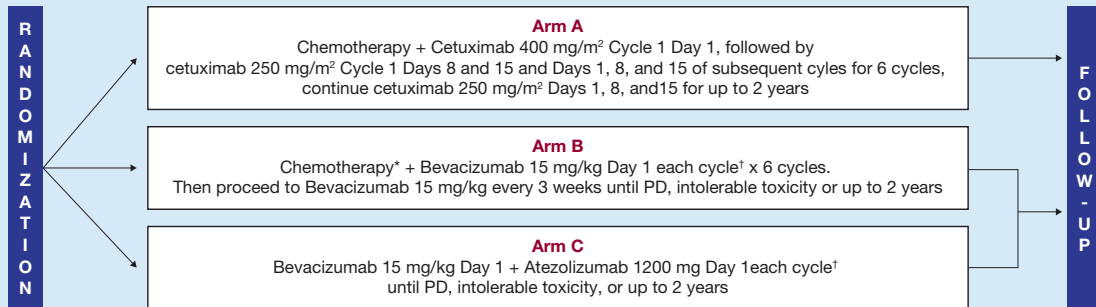 RANDOMIZATION
Arm A
Chemotherapy + Cetuximab 400 mg/m² Cycle 1 Day 1, followed by
cetuximab 250 mg/m² Cycle 1 Days 8 and 15 and Days 1, 8, and 15 of subsequent cyles for 6 cycles,
continue cetuximab 250 mg/m² Days 1, 8, and15 for up to 2 years
Arm B
Chemotherapy* + Bevacizumab 15 mg/kg Day 1 each cycle† x 6 cycles.
Then proceed to Bevacizumab 15 mg/kg every 3 weeks until PD, intolerable toxicity or up to 2 years
Arm C
Bevacizumab 15 mg/kg Day 1 + Atezolizumab 1200 mg Day 1each cycle†
until PD, intolerable toxicity, or up to 2 years
FOLLOW-UP